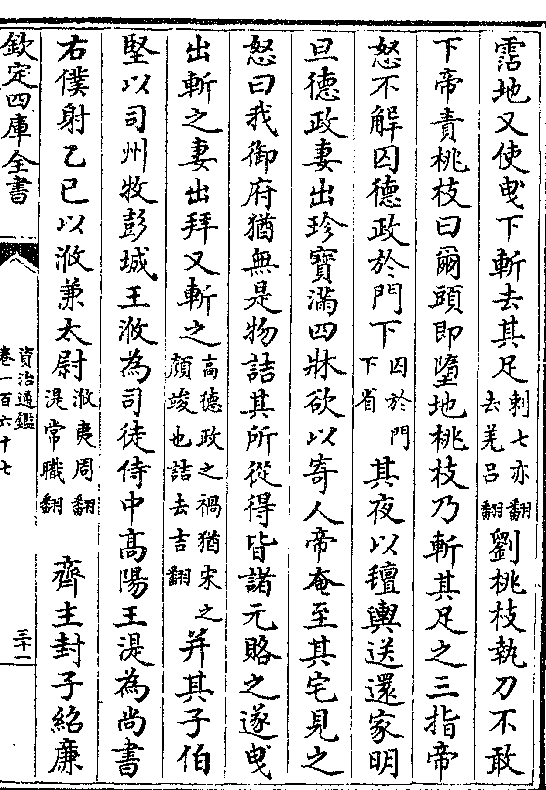 霑地又使曵下斬去其足刺七亦翻去羌呂翻劉桃枝執刀不敢
下帝責桃枝曰爾頭即墮地桃枝乃斬其足之三指帝
怒不解囚德政於門下囚於門下省其夜以氊輿送還家明
旦德政妻出珍寶滿四牀欲以寄人帝奄至其宅見之
怒曰我御府猶無是物詰其所從得皆諸元賂之遂曵
出斬之妻出拜又斬之高德政之禍猶宋之顔竣也詰去吉翻并其子伯
堅以司州牧彭城王浟為司徒侍中高陽王湜為尚書
右僕射乙巳以浟兼太尉浟夷周翻湜常職翻齊主封子紹廉
欽定四庫全書
資治通鑑
卷一百六十七
三十一